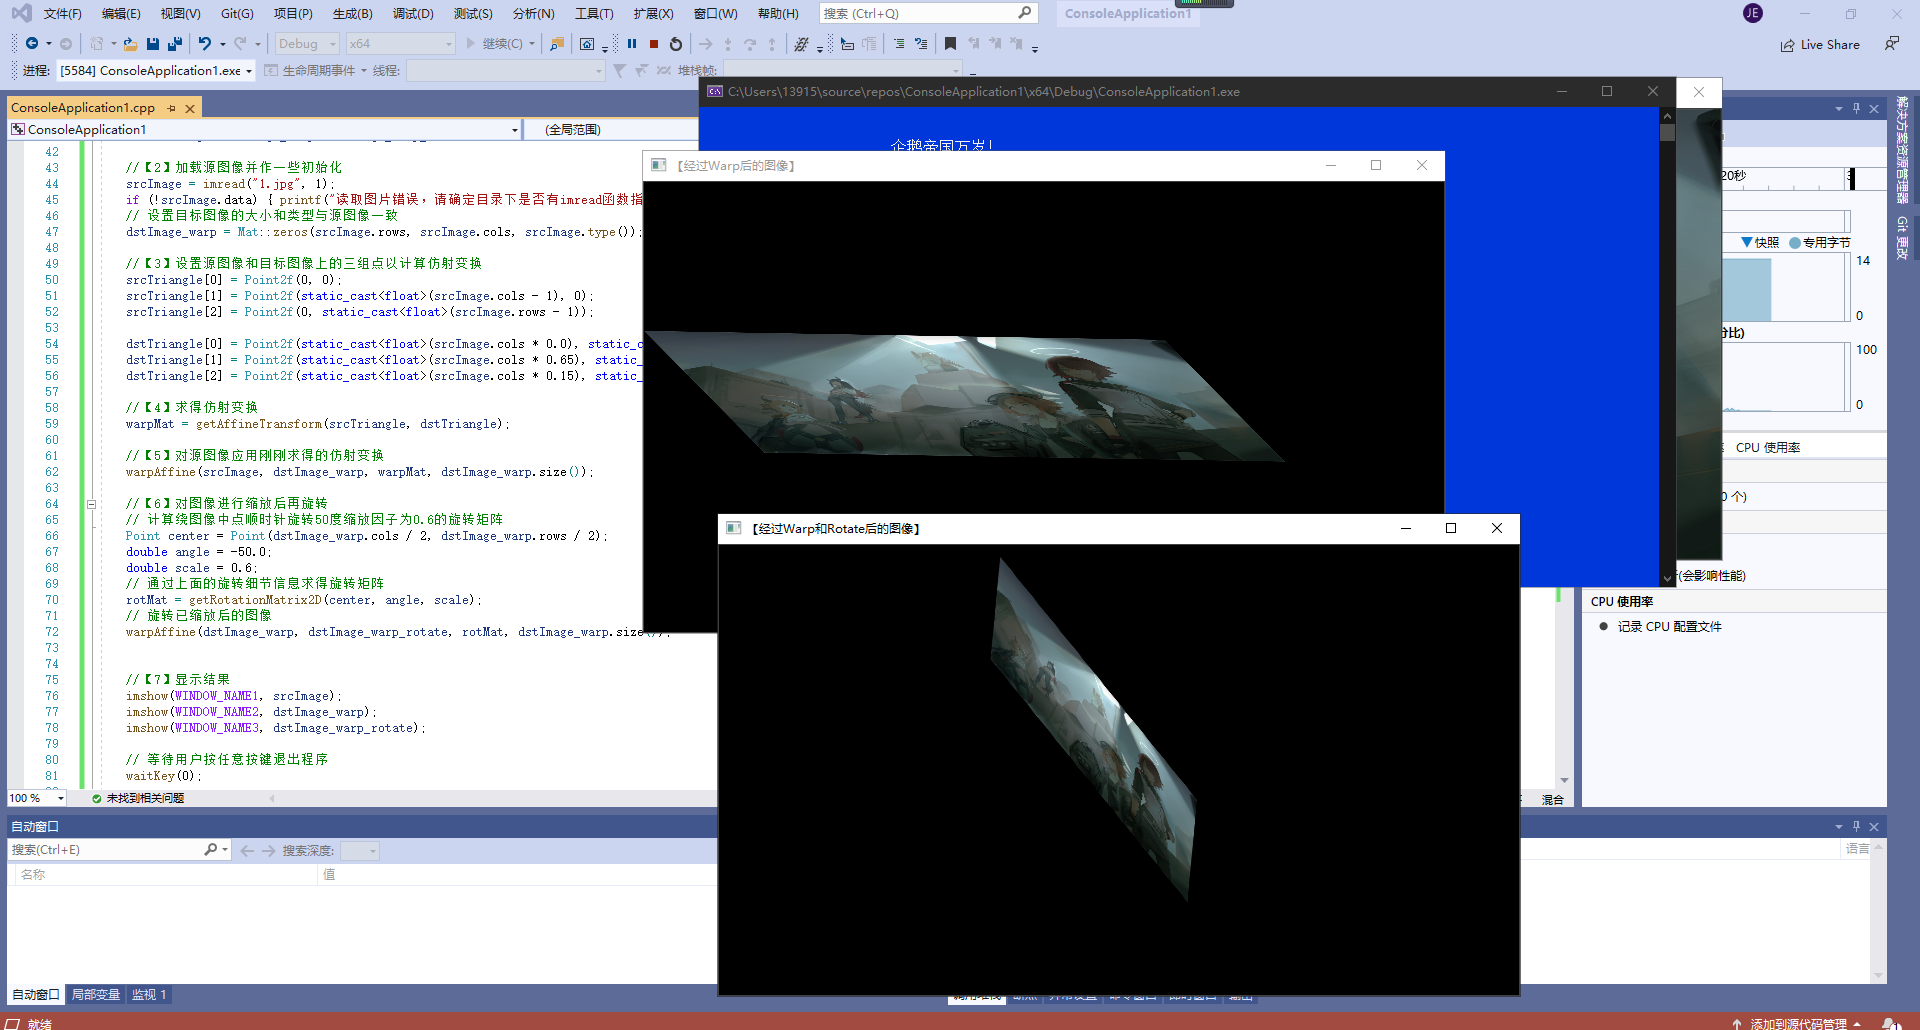 文件(F) 编辑(E) 视图(V) Git(G) 项目(P) 生成(B) 调试(D) 测试(S) 分析(N) 工具(T) 扩展(X) 窗口(W) 帮助(H) 搜索 (Ctrl+Q) ConsoleApplication1 JE
Debug x64 继续(C) Live Share
进程: [5584] ConsoleApplication1.exe 生命周期事件 线程: 堆栈帧:
ConsoleApplication1.cpp
ConsoleApplication1 (全局范围)
42
43 //【2】加载源图像并作一些初始化
44 srcImage = imread("1.jpg", 1);
45 if (!srcImage.data) { printf("读取图片错误，请确定目录下是否有imread函数指
46 // 设置目标图像的大小和类型与源图像一致
47 dstImage_warp = Mat::zeros(srcImage.rows, srcImage.cols, srcImage.type());
48
49 //【3】设置源图像和目标图像上的三组点以计算仿射变换
50 srcTriangle[0] = Point2f(0, 0);
51 srcTriangle[1] = Point2f(static_cast<float>(srcImage.cols - 1), 0);
52 srcTriangle[2] = Point2f(0, static_cast<float>(srcImage.rows - 1));
53
54 dstTriangle[0] = Point2f(static_cast<float>(srcImage.cols * 0.0), static_c
55 dstTriangle[1] = Point2f(static_cast<float>(srcImage.cols * 0.65), static_
56 dstTriangle[2] = Point2f(static_cast<float>(srcImage.cols * 0.15), static_
57
58 //【4】求得仿射变换
59 warpMat = getAffineTransform(srcTriangle, dstTriangle);
60
61 //【5】对源图像应用刚刚求得的仿射变换
62 warpAffine(srcImage, dstImage_warp, warpMat, dstImage_warp.size());
63
64 //【6】对图像进行缩放后再旋转
65 // 计算绕图像中点顺时针旋转50度缩放因子为0.6的旋转矩阵
66 Point center = Point(dstImage_warp.cols / 2, dstImage_warp.rows / 2);
67 double angle = -50.0;
68 double scale = 0.6;
69 // 通过上面的旋转细节信息求得旋转矩阵
70 rotMat = getRotationMatrix2D(center, angle, scale);
71 // 旋转已缩放后的图像
72 warpAffine(dstImage_warp, dstImage_warp_rotate, rotMat, dstImage_warp.size());
73
74
75 //【7】显示结果
76 imshow(WINDOW_NAME1, srcImage);
77 imshow(WINDOW_NAME2, dstImage_warp);
78 imshow(WINDOW_NAME3, dstImage_warp_rotate);
79
80 // 等待用户按任意按键退出程序
81 waitKey(0);
100 % 未找到相关问题 混合
C:\Users\13915\source\repos\ConsoleApplication1\x64\Debug\ConsoleApplication1.exe
企鹅帝国万岁!
【经过Warp后的图像】
【经过Warp和Rotate后的图像】
20秒
快照 专用字节
14
0
分比)
100
0
CPU 使用率
0 个)
(会影响性能)
CPU 使用率
记录 CPU 配置文件
解决方案资源管理器
Git 更改
自动窗口
搜索(Ctrl+E) 搜索深度: 语言
名称 值
自动窗口 局部变量 监视 1
就绪 添加到源代码管理 1